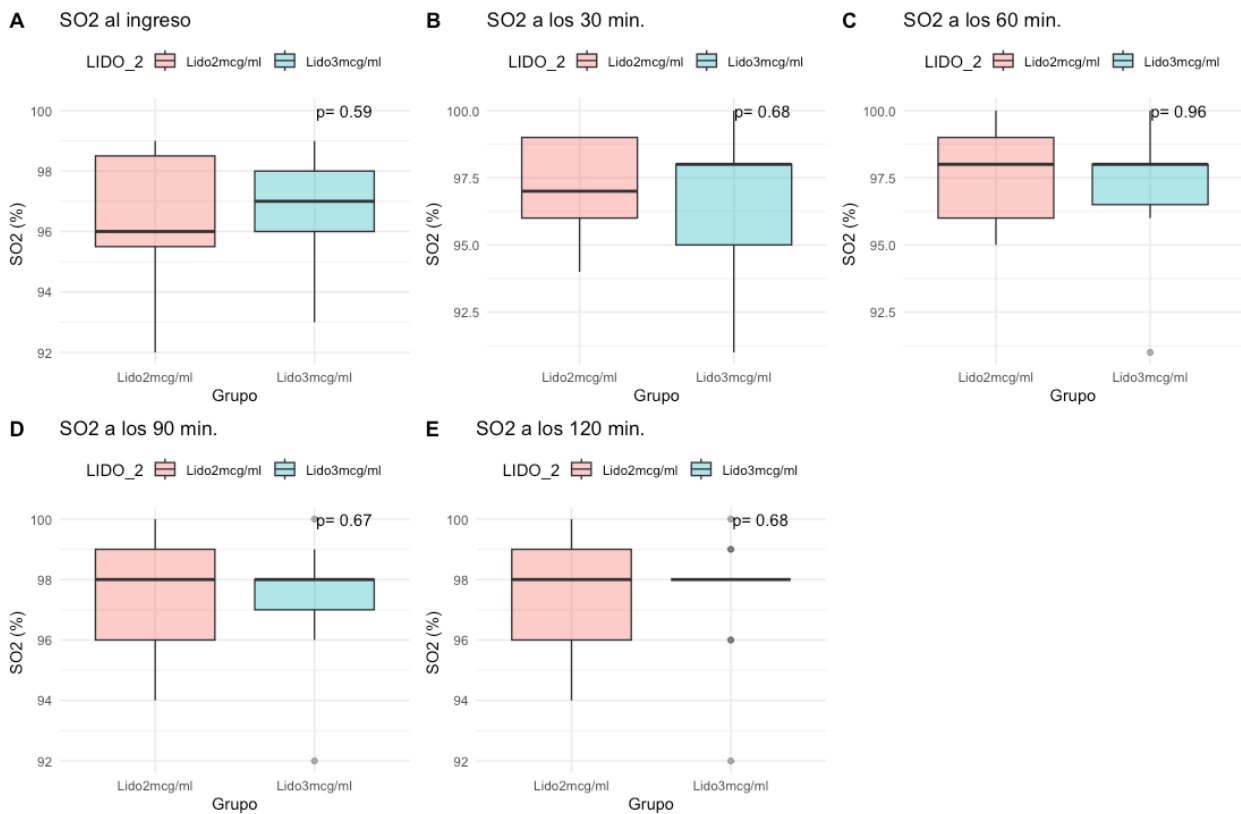 A SO2 al ingreso
LIDO_2 Lido2mcg/ml Lido3mcg/ml
p= 0.59
100
98
96
94
92
SO2 (%)
Lido2mcg/ml Lido3mcg/ml
Grupo
B SO2 a los 30 min.
LIDO_2 Lido2mcg/ml Lido3mcg/ml
p= 0.68
100.0
97.5
95.0
92.5
SO2 (%)
Lido2mcg/ml Lido3mcg/ml
Grupo
C SO2 a los 60 min.
LIDO_2 Lido2mcg/ml Lido3mcg/ml
p= 0.96
100.0
97.5
95.0
92.5
SO2 (%)
Lido2mcg/ml Lido3mcg/ml
Grupo
D SO2 a los 90 min.
LIDO_2 Lido2mcg/ml Lido3mcg/ml
p= 0.67
100
98
96
94
92
SO2 (%)
Lido2mcg/ml Lido3mcg/ml
Grupo
E SO2 a los 120 min.
LIDO_2 Lido2mcg/ml Lido3mcg/ml
p= 0.68
100
98
96
94
92
SO2 (%)
Lido2mcg/ml Lido3mcg/ml
Grupo